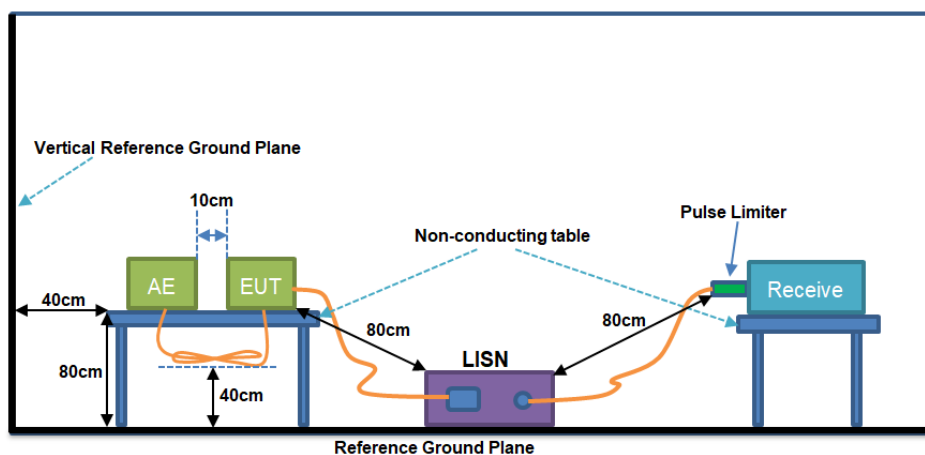 Vertical Reference Ground Plane
10cm
Pulse Limiter
Non-conducting table
AE
EUT
Receive
40cm
80cm
80cm
LISN
80cm
40cm
Reference Ground Plane